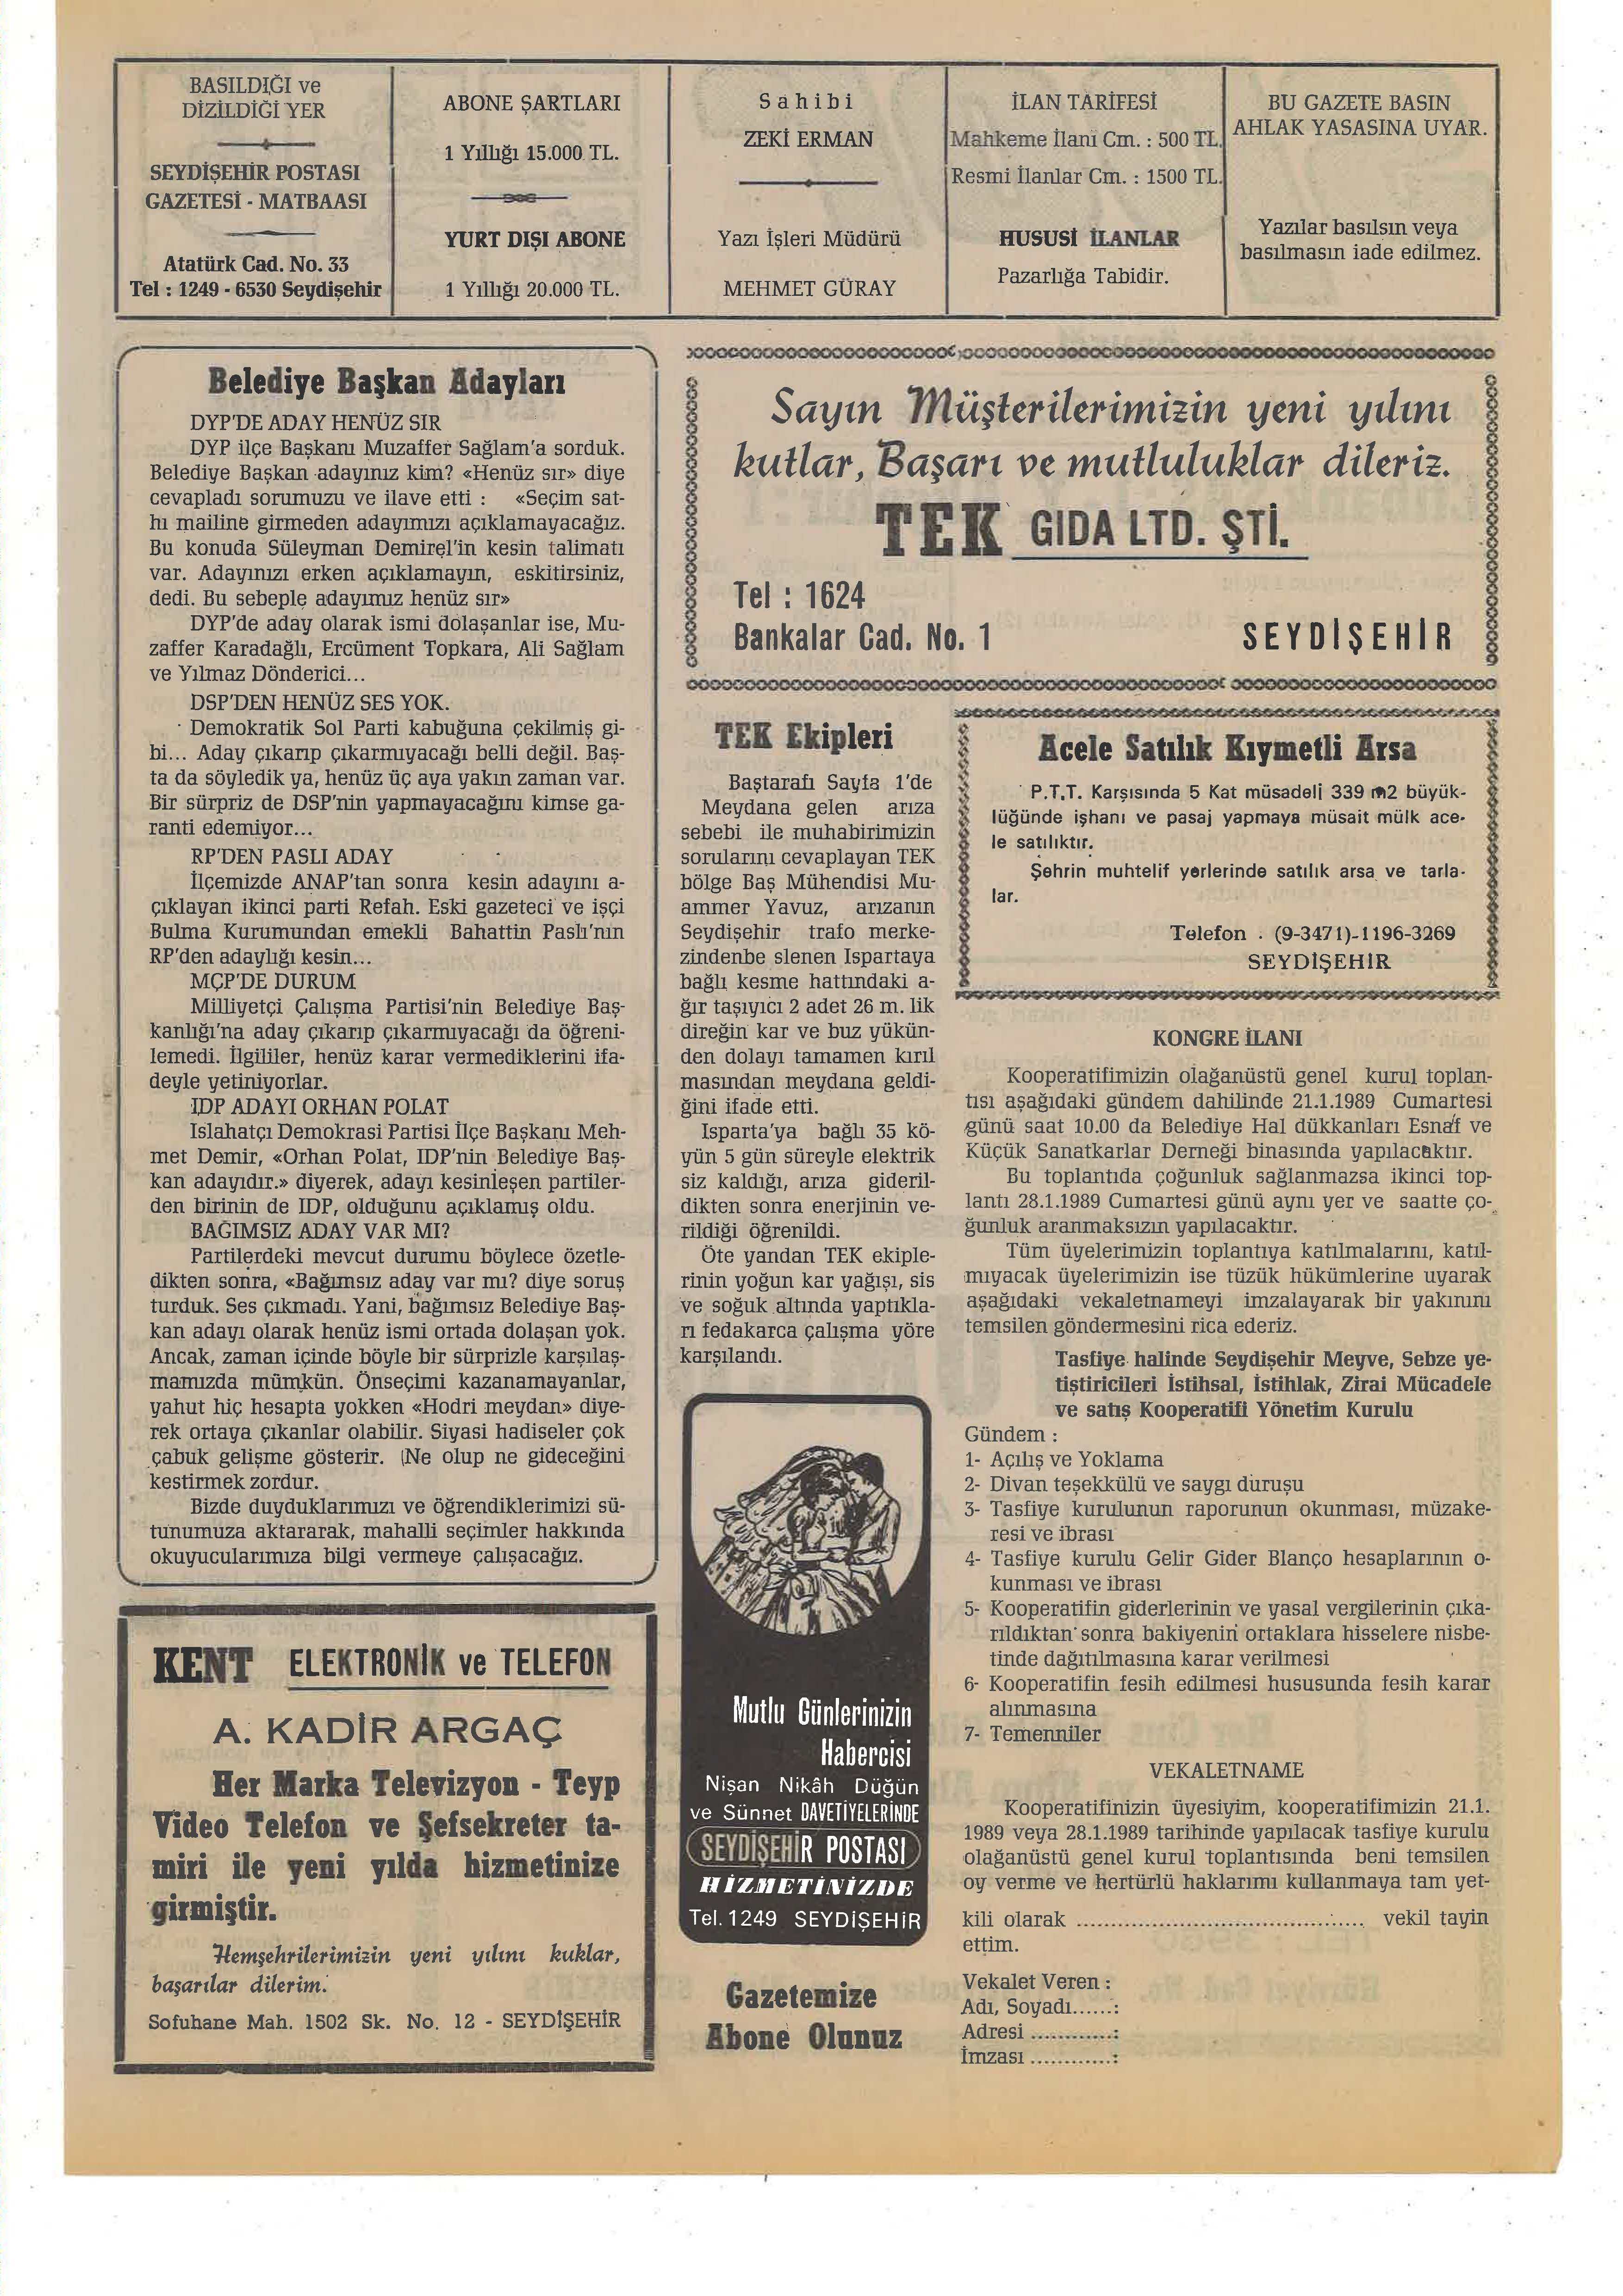 BASILDIĞI ve
DİZİLDİĞİ YER
SEYDİŞEHİR POSTASI
GAZETESİ - MATBAASI
Atatürk Cad. No. 33
Tel : 1249 - 6530 Seydişehir
ABONE ŞARTLARI
1 Yıllığı 15.000 TL.
YURT DIŞI ABONE
1 Yıllığı 20.000 TL.
Sahibi
ZEKİ ERMAN
Yazı İşleri Müdürü
MEHMET GÜRAY
İLAN TARİFESİ
Mahkeme İlanı Cm. : 500 TL.
Resmi İlanlar Cm. : 1500 TL.
HUSUSİ İLANLAR
Pazarlığa Tabidir.
BU GAZETE BASIN
AHLAK YASASINA UYAR.
Yazılar basılsın veya
basılmasın iade edilmez.
Belediye Başkan Adayları
DYP'DE ADAY HENÜZ SIR
DYP ilçe Başkanı Muzaffer Sağlam'a sorduk.
Belediye Başkan adayınız kim? «Henüz sır» diye
cevapladı sorumuzu ve ilave etti : «Seçim sat-
hı mailine girmeden adayımızı açıklamayacağız.
Bu konuda Süleyman Demirel'in kesin talimatı
var. Adayınızı erken açıklamayın, eskitirsiniz,
dedi. Bu sebeple adayımız henüz sır»
DYP'de aday olarak ismi dolaşanlar ise, Mu-
zaffer Karadağlı, Ercüment Topkara, Ali Sağlam
ve Yılmaz Dönderici...
DSP'DEN HENÜZ SES YOK.
Demokratik Sol Parti kabuğuna çekilmiş gi-
bi... Aday çıkarıp çıkarmıyacağı belli değil. Baş-
ta da söyledik ya, henüz üç aya yakın zaman var.
Bir sürpriz de DSP'nin yapmayacağını kimse ga-
ranti edemiyor...
RP'DEN PASLI ADAY
İlçemizde ANAP'tan sonra kesin adayını a-
çıklayan ikinci parti Refah. Eski gazeteci ve işçi
Bulma Kurumundan emekli Bahattin Paslı'nın
RP'den adaylığı kesin...
MÇP'DE DURUM
Milliyetçi Çalışma Partisi'nin Belediye Baş-
kanlığı'na aday çıkarıp çıkarmıyacağı da öğreni-
lemedi. İlgililer, henüz karar vermediklerini ifa-
deyle yetiniyorlar.
IDP ADAYI ORHAN POLAT
Islahatçı Demokrasi Partisi İlçe Başkanı Meh-
met Demir, «Orhan Polat, IDP'nin Belediye Baş-
kan adayıdır.» diyerek, adayı kesinleşen partiler-
den birinin de IDP, olduğunu açıklamış oldu.
BAĞIMSIZ ADAY VAR MI?
Partilerdeki mevcut durumu böylece özetle-
dikten sonra, «Bağımsız aday var mı? diye soruş
turduk. Ses çıkmadı. Yani, bağımsız Belediye Baş-
kan adayı olarak henüz ismi ortada dolaşan yok.
Ancak, zaman içinde böyle bir sürprizle karşılaş-
mamızda mümkün. Önseçimi kazanamayanlar,
yahut hiç hesapta yokken «Hodri meydan» diye-
rek ortaya çıkanlar olabilir. Siyasi hadiseler çok
çabuk gelişme gösterir. (Ne olup ne gideceğini
kestirmek zordur.
Bizde duyduklarımızı ve öğrendiklerimizi sü-
tunumuza aktararak, mahalli seçimler hakkında
okuyucularımıza bilgi vermeye çalışacağız.
KENT ELEKTRONİK ve TELEFON
A. KADİR ARGAÇ
Her Marka Televizyon - Teyp
Video Telefon ve Şefsekreter ta-
miri ile yeni yılda hizmetinize
girmiştir.
Hemşehrilerimizin yeni yılını kuklar,
başarılar dilerim.
Sofuhane Mah. 1502 Sk. No. 12 - SEYDİŞEHİR
Sayın Müşterilerimizin yeni yılını
kutlar, Başarı ve mutluluklar dileriz.
TEK GIDA LTD. ŞTİ.
Tel : 1624
Bankalar Cad. No. 1
SEYDİŞEHİR
TEK Ekipleri
Baştarafı Sayfa 1'de
Meydana gelen arıza
sebebi ile muhabirimizin
sorularını cevaplayan TEK
bölge Baş Mühendisi Mu-
ammer Yavuz, arızanın
Seydişehir trafo merke-
zindenbe slenen Ispartaya
bağlı kesme hattındaki a-
ğır taşıyıcı 2 adet 26 m. lik
direğin kar ve buz yükün-
den dolayı tamamen kırıl
masından meydana geldi-
ğini ifade etti.
Isparta'ya bağlı 35 kö-
yün 5 gün süreyle elektrik
siz kaldığı, arıza gideril-
dikten sonra enerjinin ve-
rildiği öğrenildi.
Öte yandan TEK ekiple-
rinin yoğun kar yağışı, sis
ve soğuk altında yaptıkla-
rı fedakarca çalışma yöre
karşılandı.
Mutlu Günlerinizin
Habercisi
Nişan Nikâh Düğün
ve Sünnet DAVETİYELERİNDE
SEYDİŞEHİR POSTASI
HİZMETİNİZDE
Tel. 1249 SEYDİŞEHİR
Gazetemize
Abone Olunuz
Acele Satılık Kıymetli Arsa
P.T.T. Karşısında 5 Kat müsadeli 339 m2 büyük-
lüğünde işhanı ve pasaj yapmaya müsait mülk ace-
le satılıktır.
Şehrin muhtelif yerlerinde satılık arsa ve tarla-
lar.
Telefon : (9-3471)-1196-3269
SEYDİŞEHİR
KONGRE İLANI
Kooperatifimizin olağanüstü genel kurul toplan-
tısı aşağıdaki gündem dahilinde 21.1.1989 Cumartesi
günü saat 10.00 da Belediye Hal dükkanları Esnaf ve
Küçük Sanatkarlar Derneği binasında yapılacaktır.
Bu toplantıda çoğunluk sağlanmazsa ikinci top-
lantı 28.1.1989 Cumartesi günü aynı yer ve saatte ço-
ğunluk aranmaksızın yapılacaktır.
Tüm üyelerimizin toplantıya katılmalarını, katıl-
mıyacak üyelerimizin ise tüzük hükümlerine uyarak
aşağıdaki vekaletnameyi imzalayarak bir yakınını
temsilen göndermesini rica ederiz.
Tasfiye halinde Seydişehir Meyve, Sebze ye-
tiştiricileri İstihsal, İstihlak, Zirai Mücadele
ve satış Kooperatifi Yönetim Kurulu
Gündem :
1- Açılış ve Yoklama
2- Divan teşekkülü ve saygı duruşu
3- Tasfiye kurulunun raporunun okunması, müzake-
resi ve ibrası
4- Tasfiye kurulu Gelir Gider Blanço hesaplarının o-
kunması ve ibrası
5- Kooperatifin giderlerinin ve yasal vergilerinin çıka-
rıldıktan sonra bakiyenin ortaklara hisselere nisbe-
tinde dağıtılmasına karar verilmesi
6- Kooperatifin fesih edilmesi hususunda fesih karar
alınmasına
7- Temenniler
VEKALETNAME
Kooperatifinizin üyesiyim, kooperatifimizin 21.1.
1989 veya 28.1.1989 tarihinde yapılacak tasfiye kurulu
olağanüstü genel kurul toplantısında beni temsilen
oy verme ve hertürlü haklarımı kullanmaya tam yet-
kili olarak .......................................... vekil tayin
ettim.
Vekalet Veren :
Adı, Soyadı......:
Adresi ............:
İmzası ............: